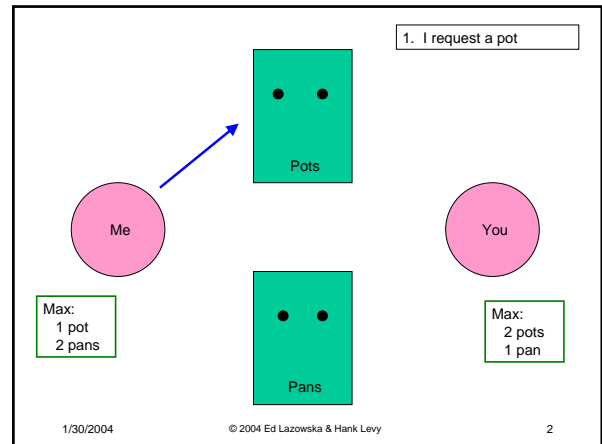 1. I request a pot
Pots
Me
You
Max:
1 pot
2 pans
Max:
2 pots
1 pan
Pans
1/30/2004
© 2004 Ed Lazowska & Hank Levy
2